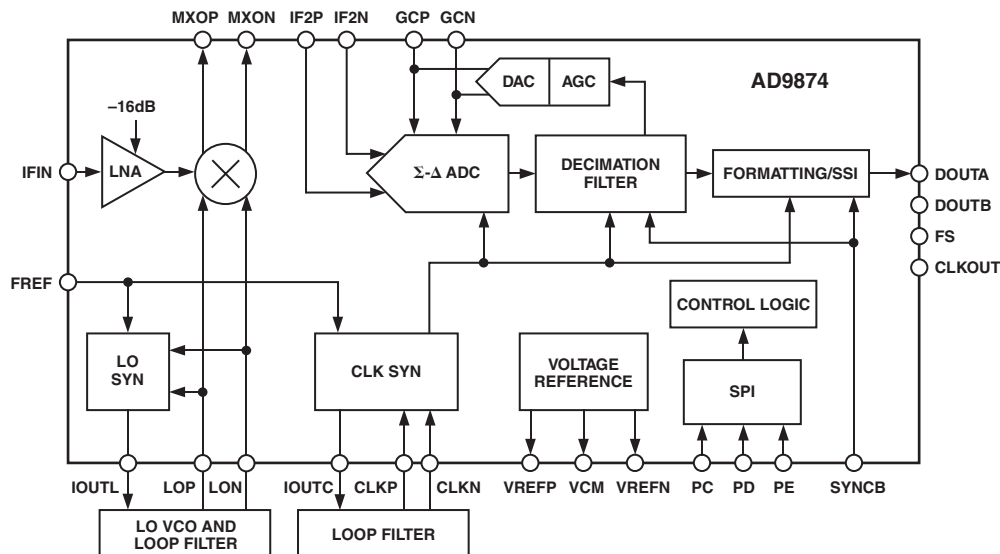 MXOP MXON IF2P IF2N GCP GCN
DAC AGC
AD9874
–16dB
IFIN
LNA
Σ-Δ ADC
DECIMATION
FILTER
FORMATTING/SSI
DOUTA
DOUTB
FS
CLKOUT
FREF
CONTROL LOGIC
LO
SYN
CLK SYN
VOLTAGE
REFERENCE
SPI
IOUTL LOP LON IOUTC CLKP CLKN VREFP VCM VREFN PC PD PE SYNCB
LO VCO AND
LOOP FILTER
LOOP FILTER